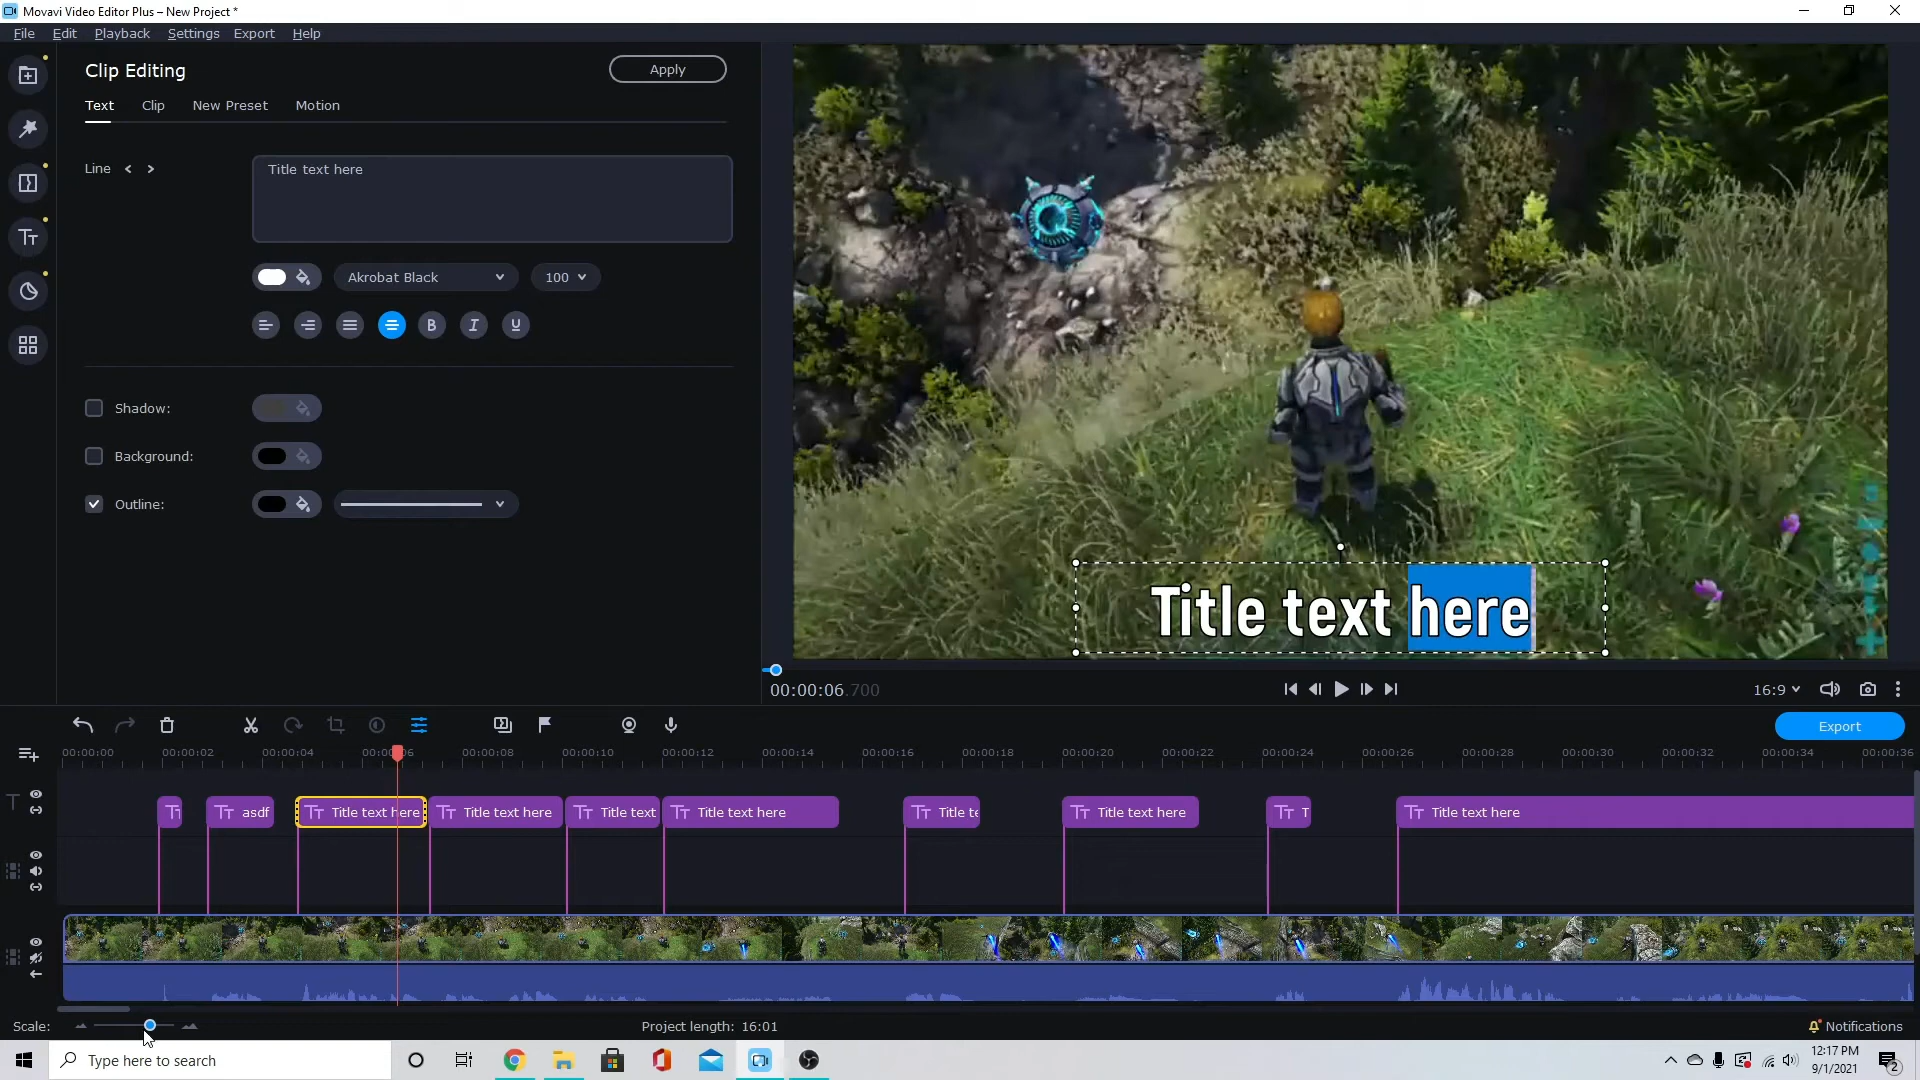 Movavi Video Editor Plus – New Project *
File Edit Playback Settings Export Help
Clip Editing
Apply
Text Clip New Preset Motion
Line < >
Title text here
Akrobat Black
100
B I U
Shadow:
Background:
Outline:
Title text here
00:00:06.700
16:9
Export
00:00:00 00:00:02 00:00:04 00:00:06 00:00:08 00:00:10 00:00:12 00:00:14 00:00:16 00:00:18 00:00:20 00:00:22 00:00:24 00:00:26 00:00:28 00:00:30 00:00:32 00:00:34 00:00:36
asdf Title text here Title text here Title text Title text here Title te Title text here T Title text here
Scale:
Project length: 16:01
Notifications
Type here to search
12:17 PM
9/1/2021
2